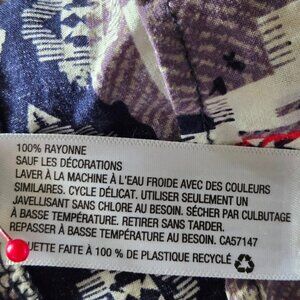 100% RAYONNE
SAUF LES DÉCORATIONS
LAVER À LA MACHINE À L'EAU FROIDE AVEC DES COULEURS
SIMILAIRES. CYCLE DÉLICAT. UTILISER SEULEMENT UN
JAVELLISANT SANS CHLORE AU BESOIN. SÉCHER PAR CULBUTAGE
À BASSE TEMPÉRATURE. RETIRER SANS TARDER.
REPASSER À BASSE TEMPÉRATURE AU BESOIN. CA57147
FAITE À 100 % DE PLASTIQUE RECYCLÉ